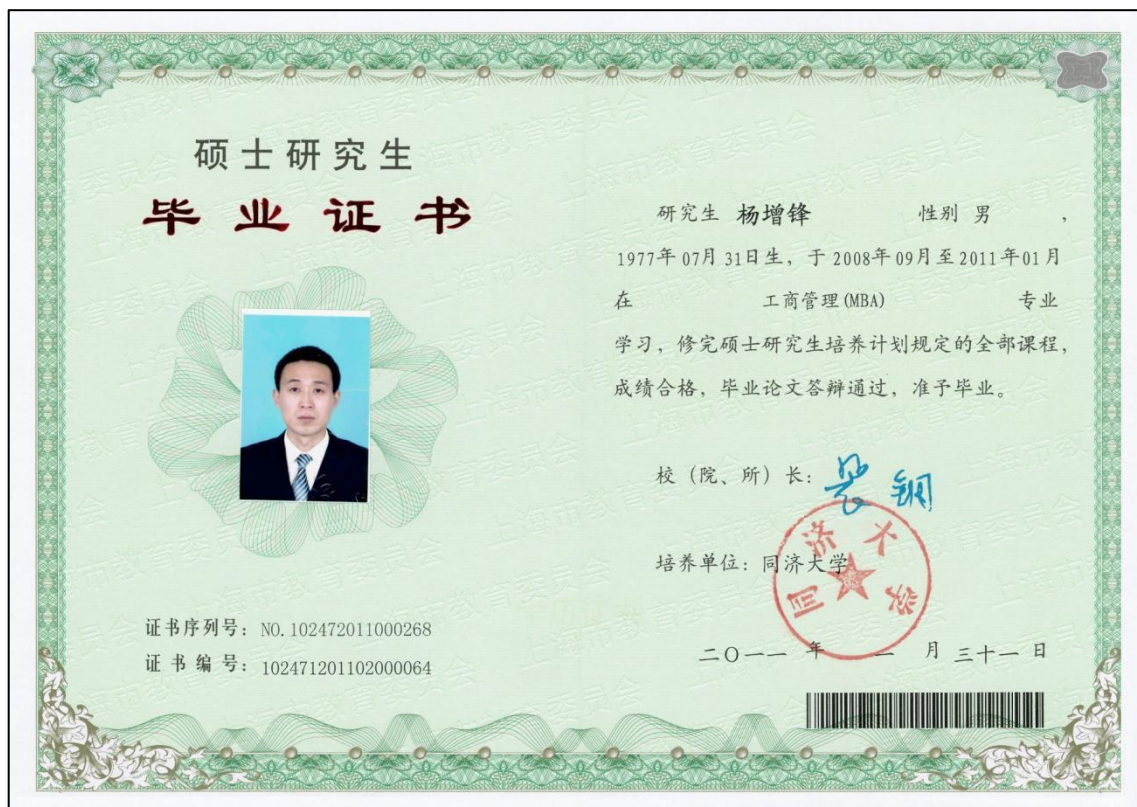 硕士研究生
毕业证书
证书序列号：NO.102472011000268
证书编号：102471201102000064
研究生 杨增锋 性别 男 ，
1977年07月31日生，于2008年09月至2011年01月
在 工商管理(MBA) 专业
学习，修完硕士研究生培养计划规定的全部课程，
成绩合格，毕业论文答辩通过，准予毕业。
校（院、所）长：裴钢
培养单位：同济大学
同济大学
二〇一一年 一 月 三十一 日